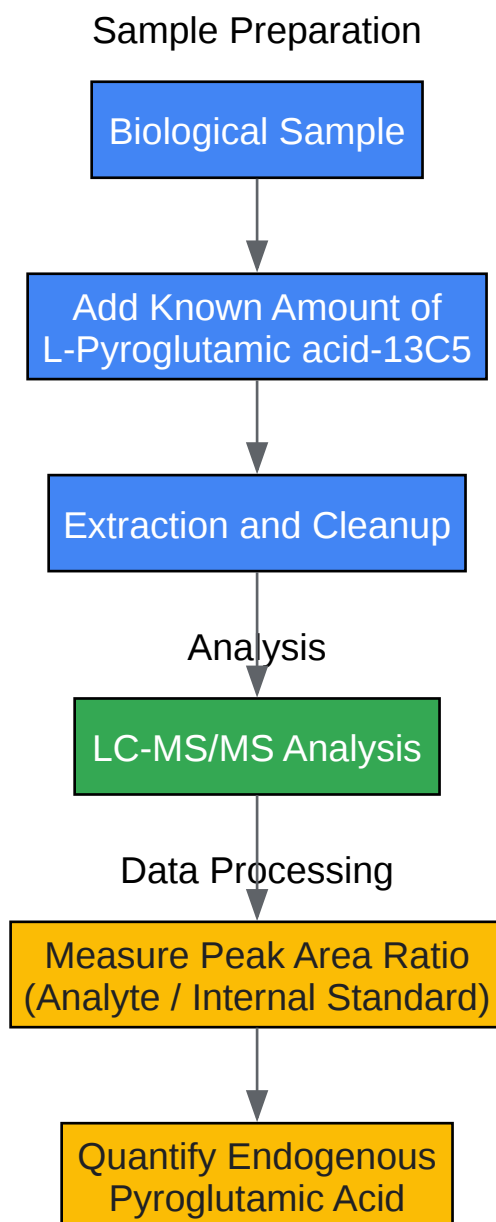 Sample Preparation
Biological Sample
Add Known Amount of
L-Pyroglutamic acid-13C5
Extraction and Cleanup
Analysis
LC-MS/MS Analysis
Data Processing
Measure Peak Area Ratio
(Analyte / Internal Standard)
Quantify Endogenous
Pyroglutamic Acid